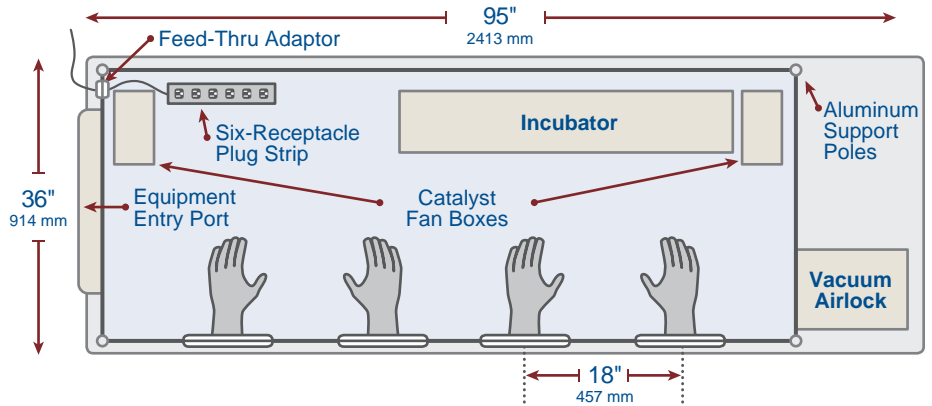 95"
2413 mm
Feed-Thru Adaptor
Six-Receptacle
Plug Strip
Incubator
Aluminum
Support
Poles
36"
914 mm
Equipment
Entry Port
Catalyst
Fan Boxes
Vacuum
Airlock
18"
457 mm